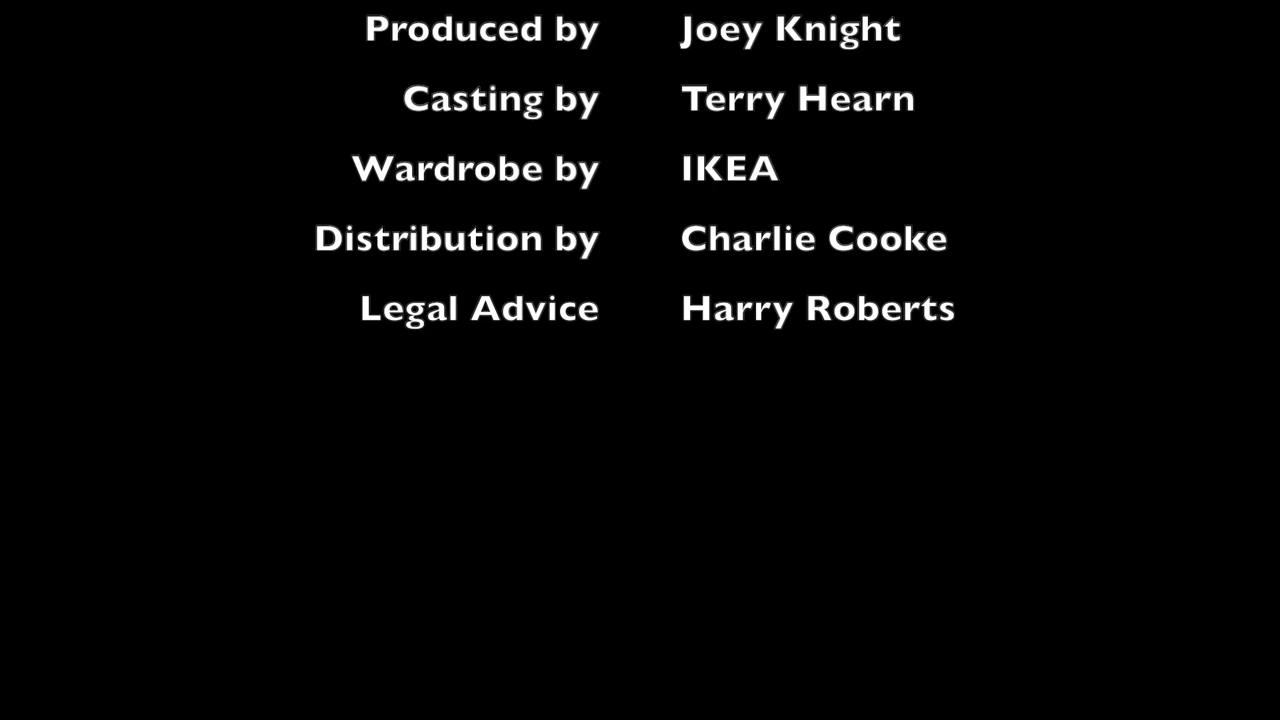 Produced by Joey Knight
Casting by Terry Hearn
Wardrobe by IKEA
Distribution by Charlie Cooke
Legal Advice Harry Roberts